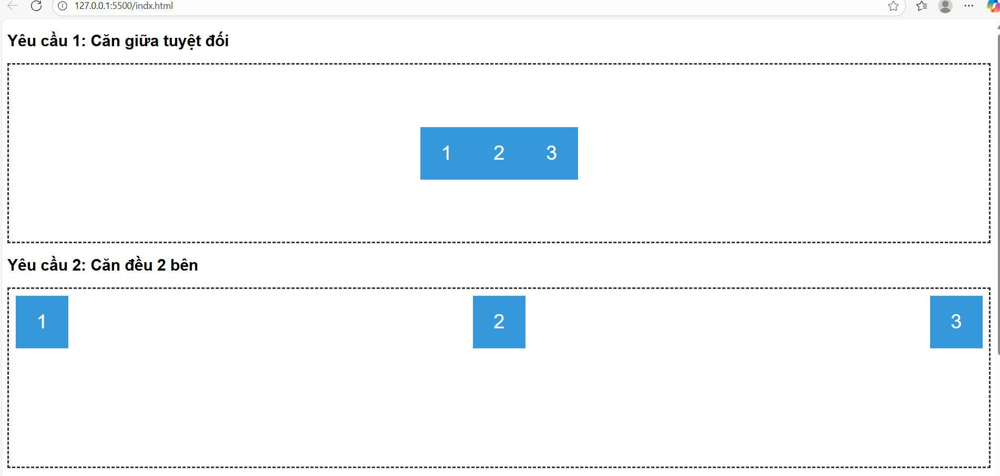 127.0.0.1:5500/indx.html
Yêu cầu 1: Căn giữa tuyệt đối
1 2 3
Yêu cầu 2: Căn đều 2 bên
1 2 3